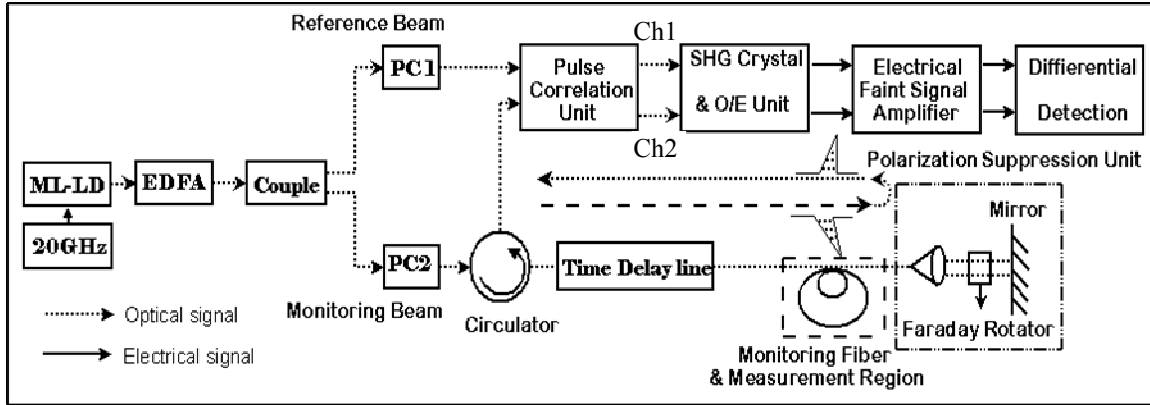 Reference Beam
PC1
Ch1
Pulse
Correlation
Unit
SHG Crystal
& O/E Unit
Electrical
Faint Signal
Amplifier
Diffierential
Detection
Ch2
Polarization Suppression Unit
ML-LD
EDFA
Couple
20GHz
PC2
Monitoring Beam
Circulator
Time Delay line
Mirror
Faraday Rotator
Monitoring Fiber
& Measurement Region
Optical signal
Electrical signal